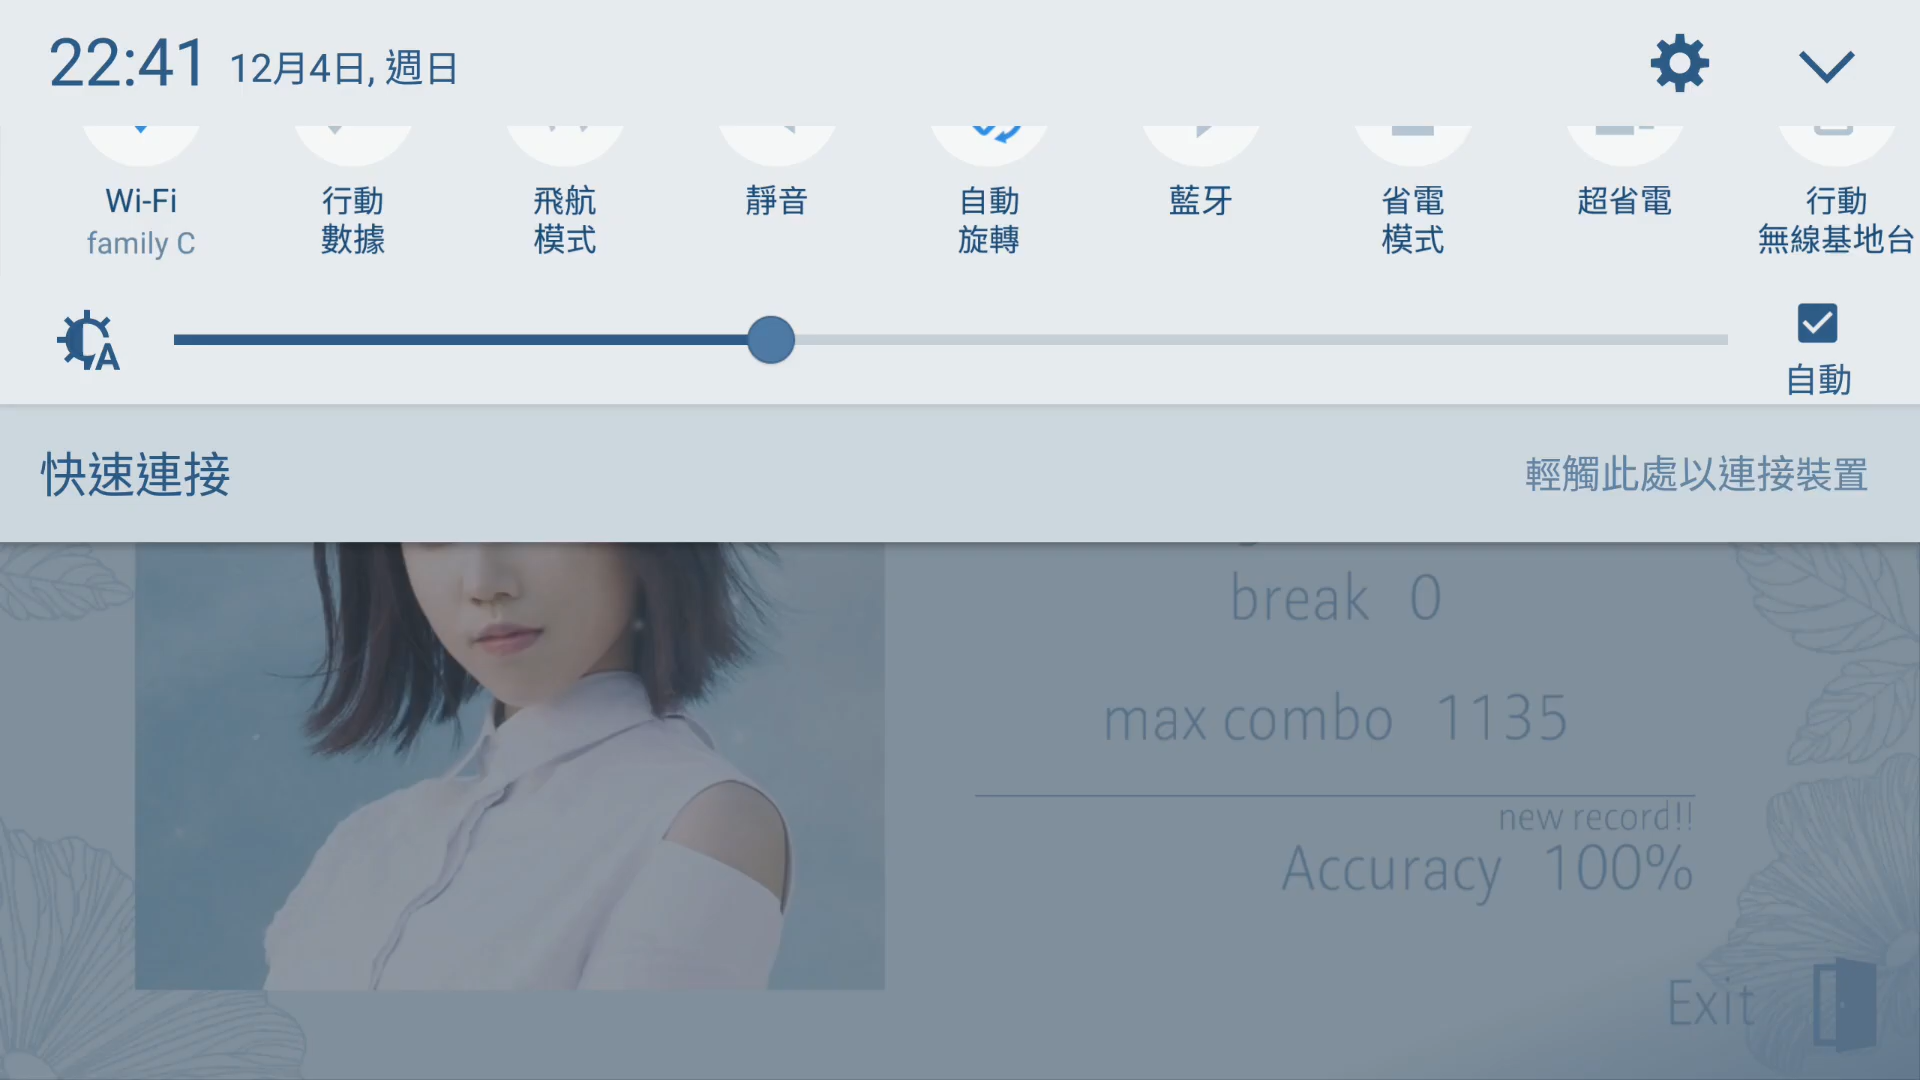 22:41 12月4日, 週日
Wi-Fi
family C
行動
數據
飛航
模式
靜音
自動
旋轉
藍牙
省電
模式
超省電
行動
無線基地台
A
自動
快速連接 輕觸此處以連接裝置
break 0
max combo 1135
new record!!
Accuracy 100%
Exit